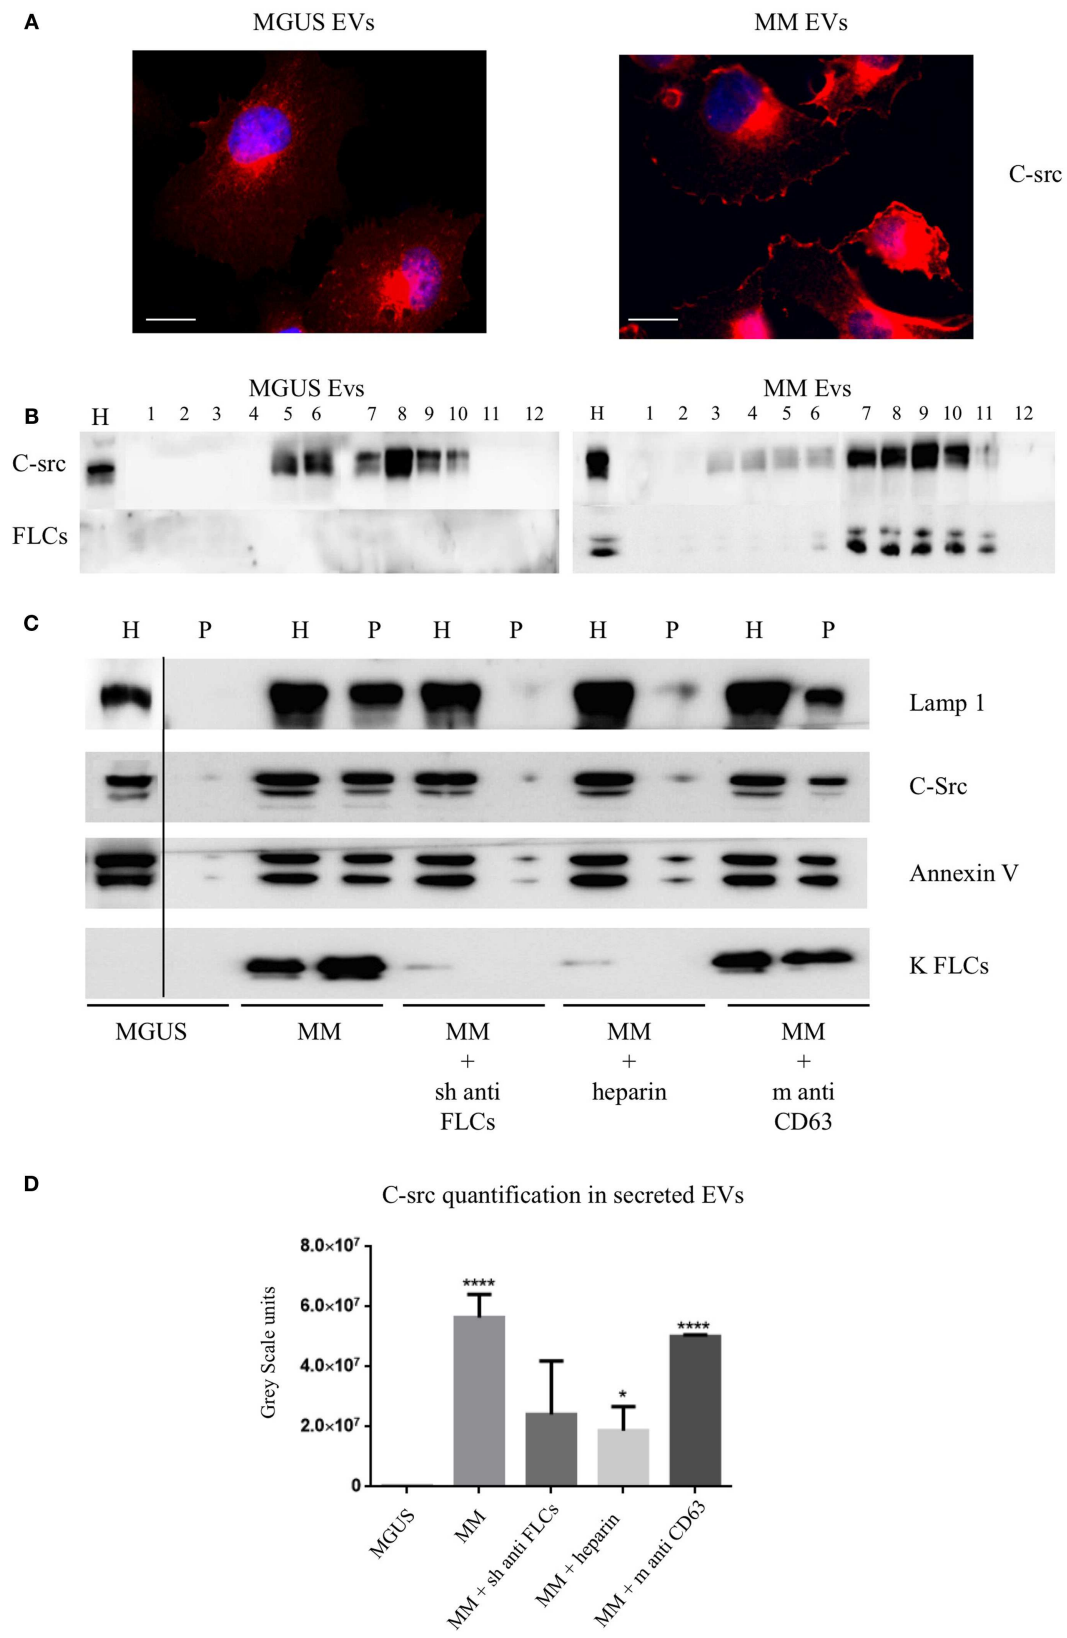 A
MGUS EVs
MM EVs
C-src
B
MGUS Evs
MM Evs
H 1 2 3 4 5 6 7 8 9 10 11 12
H 1 2 3 4 5 6 7 8 9 10 11 12
C-src
FLCs
C
H P H P H P H P H P
Lamp 1
C-Src
Annexin V
K FLCs
MGUS
MM
MM
+
sh anti
FLCs
MM
+
heparin
MM
+
m anti
CD63
D
C-src quantification in secreted EVs
Grey Scale units
8.0×10⁷
6.0×10⁷
4.0×10⁷
2.0×10⁷
0
****
*
****
MGUS
MM
MM + sh anti FLCs
MM + heparin
MM + m anti CD63